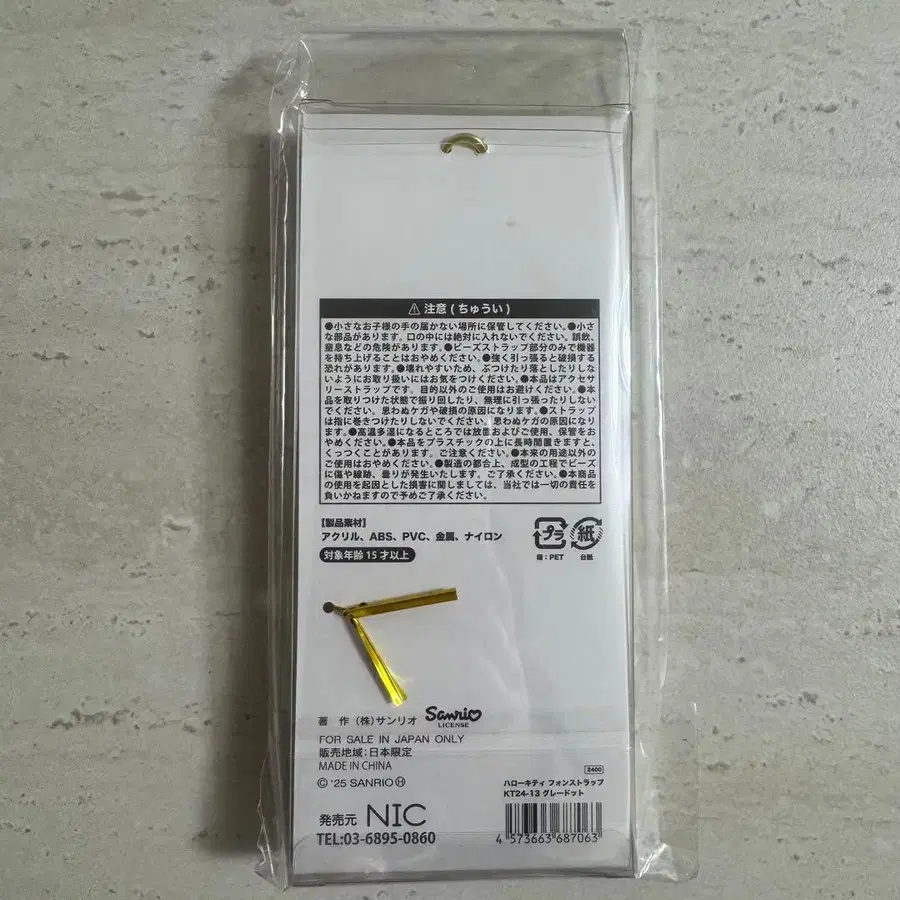 ⚠ 注意 ( ちゅうい )
●小さなお子様の手の届かない場所に保管してください。●小さ
な部品があります。口の中には絶対に入れないでください。誤飲、
窒息などの危険があります。●ビーズストラップ部分のみで機器
を持ち上げることはおやめください。●強く引っ張ると破損する
恐れがあります。●壊れやすいため、ぶつけたり落としたりしな
いようにお取り扱いにはお気をつけください。●本品はアクセサ
リーストラップです。目的以外のご使用はお避けください。●本
品を取りつけた状態で振り回したり、無理に引っ張ったりしない
でください。思わぬケガや破損の原因になります。●ストラップ
は指に巻きつけたりしないでください。思わぬケガの原因になり
ます。●高温多湿になるところでは放置およびご使用、保管をお
やめください。●本品をプラスチックの上に長時間置きますと、
くっつくことがあります。ご注意ください。●本来の用途以外の
ご使用はおやめください。●製造の都合上、成型の工程でビーズ
に傷や線跡、曇りが発生いたします。ご了承ください。●本商品
の使用を起因とした損害に関しましては、当社では一切の責任を
負いかねますので予めご了承ください。
【製品素材】
アクリル、ABS、PVC、金属、ナイロン
対象年齢 15 才以上
プラ
箱:PET
紙
台紙
著 作 (株)サンリオ
Sanrio
LICENSE
FOR SALE IN JAPAN ONLY
販売地域:日本限定
MADE IN CHINA
© '25 SANRIO Ⓗ
発売元 NIC
TEL:03-6895-0860
2400
ハローキティ フォンストラップ
KT24-13 グレードット
4 573663 687063